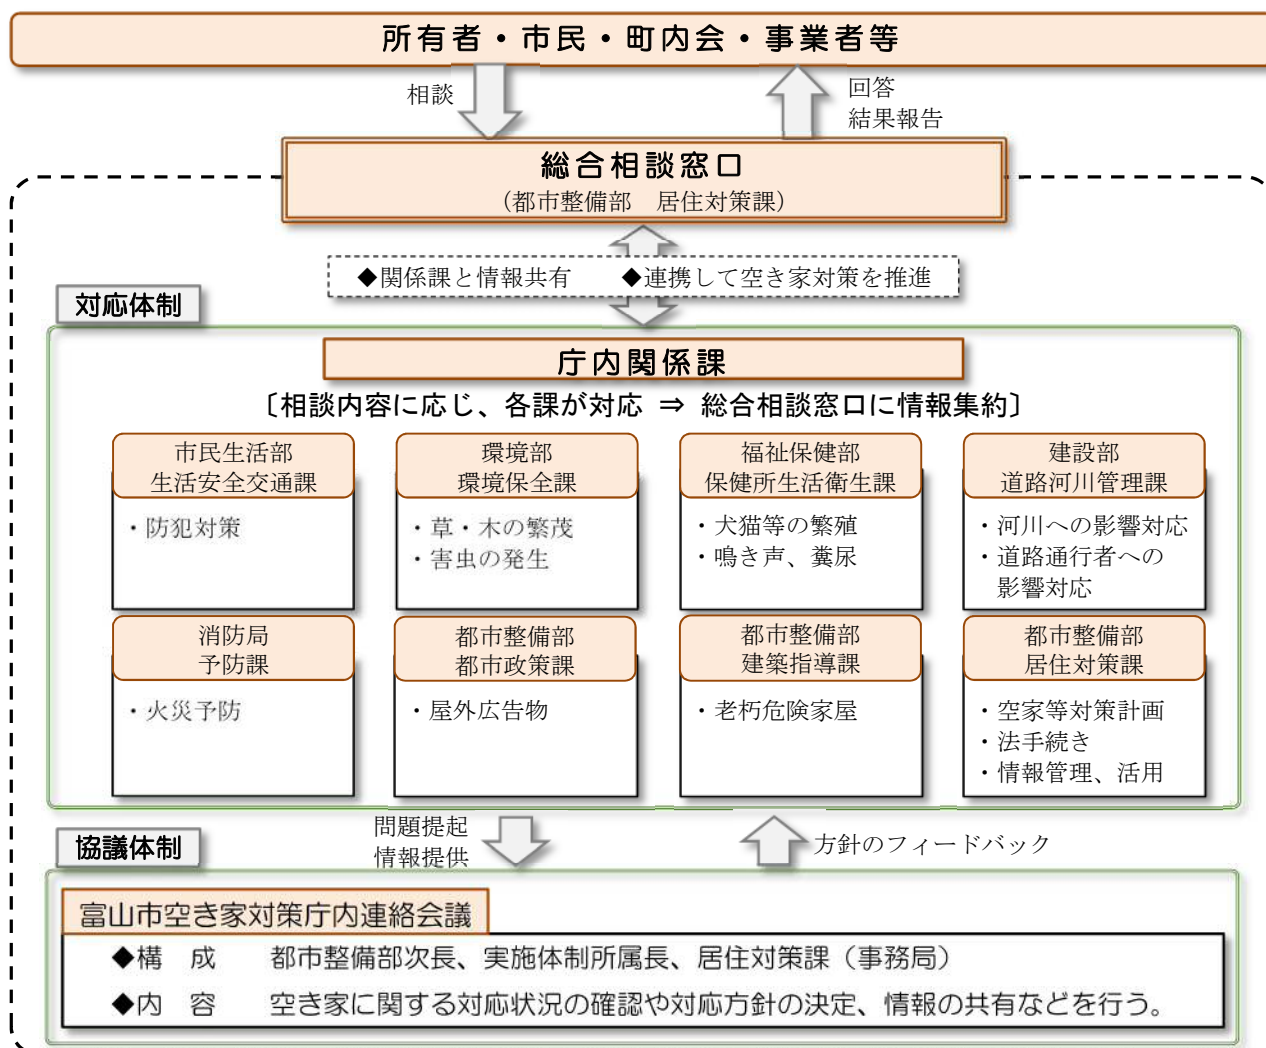 所有者・市民・町内会・事業者等
相談
回答
結果報告
総合相談窓口
（都市整備部　居住対策課）
◆関係課と情報共有　　◆連携して空き家対策を推進
対応体制
庁内関係課
〔相談内容に応じ、各課が対応 ⇒ 総合相談窓口に情報集約〕
市民生活部
生活安全交通課
・防犯対策
環境部
環境保全課
・草・木の繁茂
・害虫の発生
福祉保健部
保健所生活衛生課
・犬猫等の繁殖
・鳴き声、糞尿
建設部
道路河川管理課
・河川への影響対応
・道路通行者への
影響対応
消防局
予防課
・火災予防
都市整備部
都市政策課
・屋外広告物
都市整備部
建築指導課
・老朽危険家屋
都市整備部
居住対策課
・空家等対策計画
・法手続き
・情報管理、活用
問題提起
情報提供
方針のフィードバック
協議体制
富山市空き家対策庁内連絡会議
◆構　成　　都市整備部次長、実施体制所属長、居住対策課（事務局）
◆内　容　　空き家に関する対応状況の確認や対応方針の決定、情報の共有などを行う。